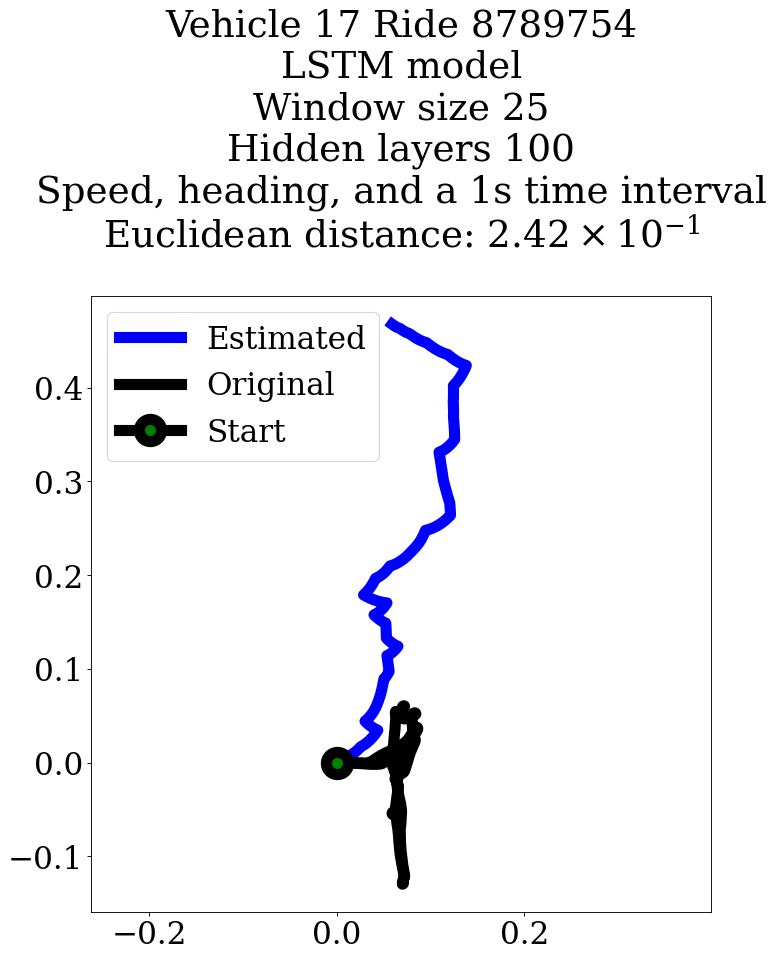 Vehicle 17 Ride 8789754
LSTM model
Window size 25
Hidden layers 100
Speed, heading, and a 1s time interval
Euclidean distance: 2.42 × 10⁻¹
Estimated
Original
Start
0.4
0.3
0.2
0.1
0.0
−0.1
−0.2 0.0 0.2